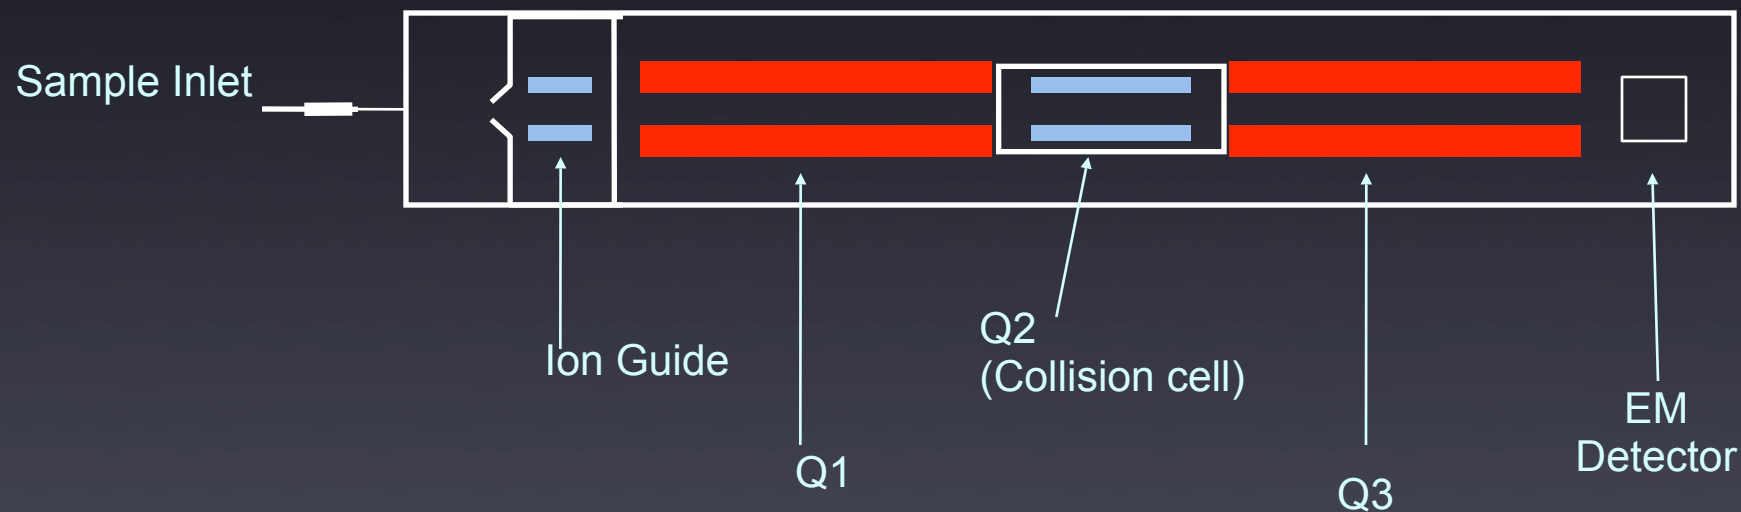 Sample Inlet
Ion Guide
Q1
Q2
(Collision cell)
Q3
EM
Detector